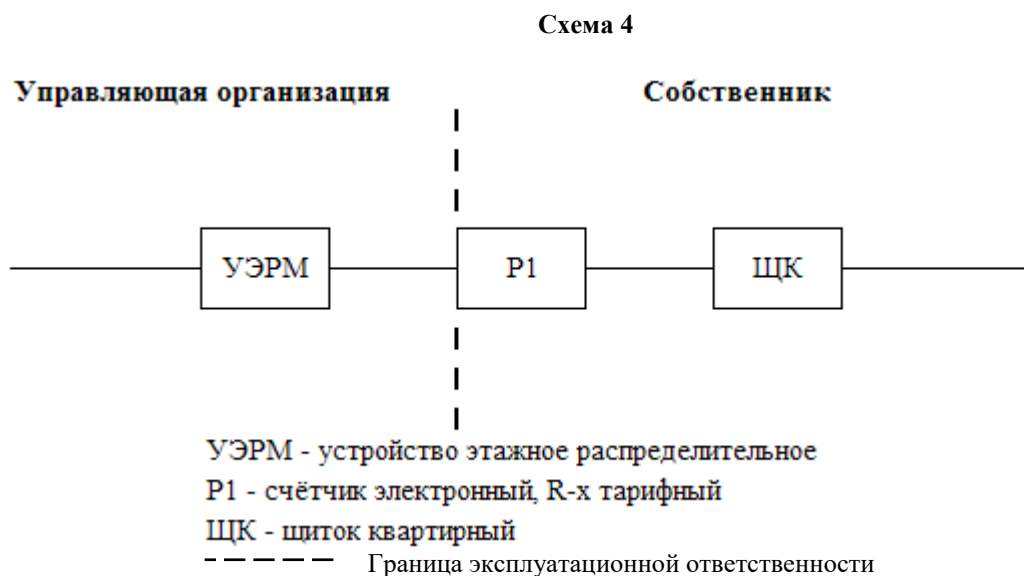 Схема 4
Управляющая организация Собственник
УЭРМ Р1 ЩК
УЭРМ - устройство этажное распределительное
Р1 - счётчик электронный, R-х тарифный
ЩК - щиток квартирный
Граница эксплуатационной ответственности